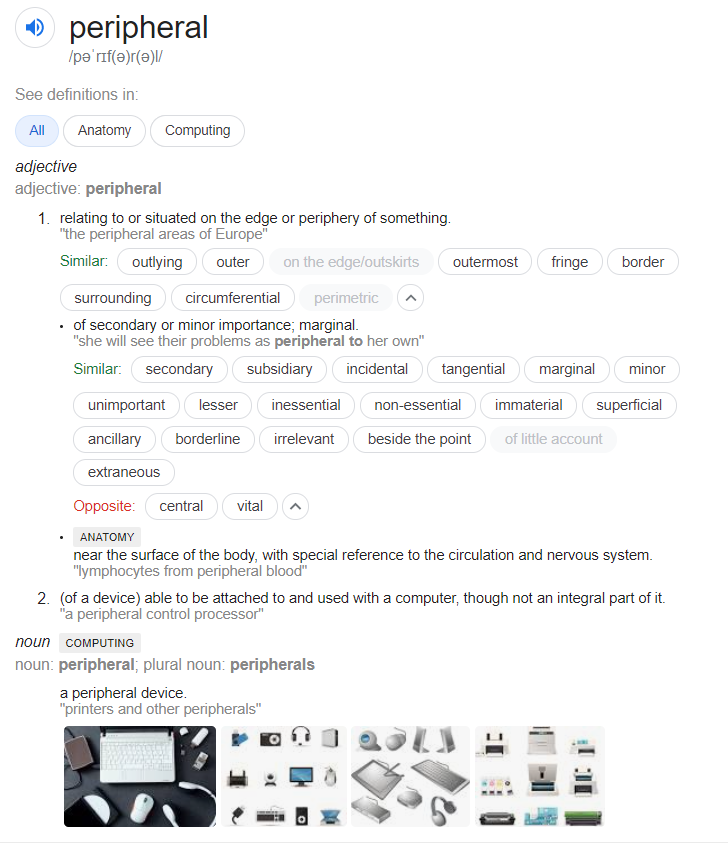 peripheral
/pəˈrɪf(ə)r(ə)l/
See definitions in:
All Anatomy Computing
adjective
adjective: peripheral
1. relating to or situated on the edge or periphery of something.
"the peripheral areas of Europe"
Similar: outlying outer on the edge/outskirts outermost fringe border
surrounding circumferential perimetric
• of secondary or minor importance; marginal.
"she will see their problems as peripheral to her own"
Similar: secondary subsidiary incidental tangential marginal minor
unimportant lesser inessential non-essential immaterial superficial
ancillary borderline irrelevant beside the point of little account
extraneous
Opposite: central vital
• ANATOMY
near the surface of the body, with special reference to the circulation and nervous system.
"lymphocytes from peripheral blood"
2. (of a device) able to be attached to and used with a computer, though not an integral part of it.
"a peripheral control processor"
noun COMPUTING
noun: peripheral; plural noun: peripherals
a peripheral device.
"printers and other peripherals"